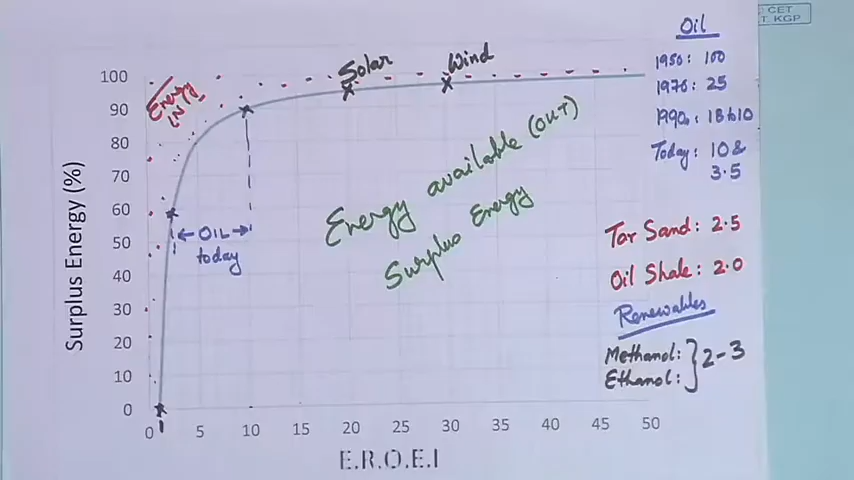 CET
T. KGP
Oil
1950: 100
1970: 25
1990s: 18 to 10
Today: 10 &
3.5
Tar Sand: 2.5
Oil Shale: 2.0
Renewables
Methanol:
Ethanol:
2-3
Solar
Wind
Energy
IN
Energy available (OUT)
Surplus Energy
OIL
today
Surplus Energy (%)
100
90
80
70
60
50
40
30
20
10
0
1
0
5
10
15
20
25
30
35
40
45
50
E.R.O.E.I